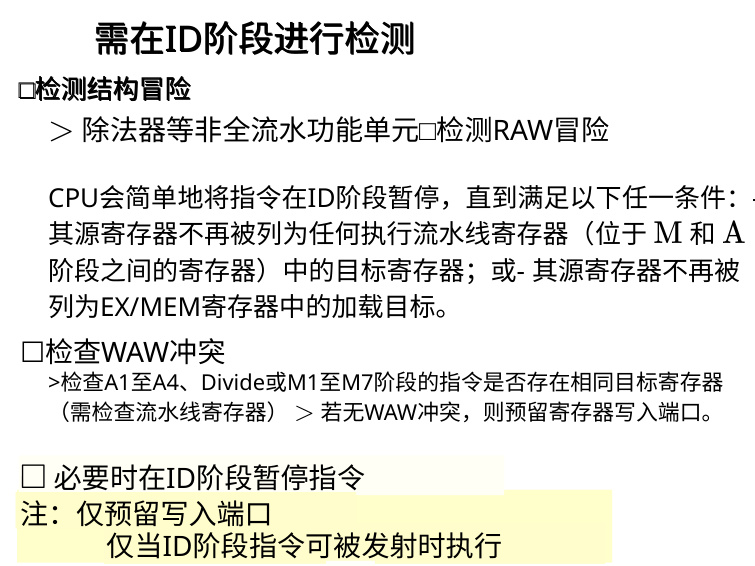 需在ID阶段进行检测
□检测结构冒险
> 除法器等非全流水功能单元□检测RAW冒险
CPU会简单地将指令在ID阶段暂停，直到满足以下任一条件：-
其源寄存器不再被列为任何执行流水线寄存器（位于 M 和 A
阶段之间的寄存器）中的目标寄存器；或- 其源寄存器不再被
列为EX/MEM寄存器中的加载目标。
□检查WAW冲突
>检查A1至A4、Divide或M1至M7阶段的指令是否存在相同目标寄存器
（需检查流水线寄存器） > 若无WAW冲突，则预留寄存器写入端口。
□ 必要时在ID阶段暂停指令
注：仅预留写入端口
仅当ID阶段指令可被发射时执行